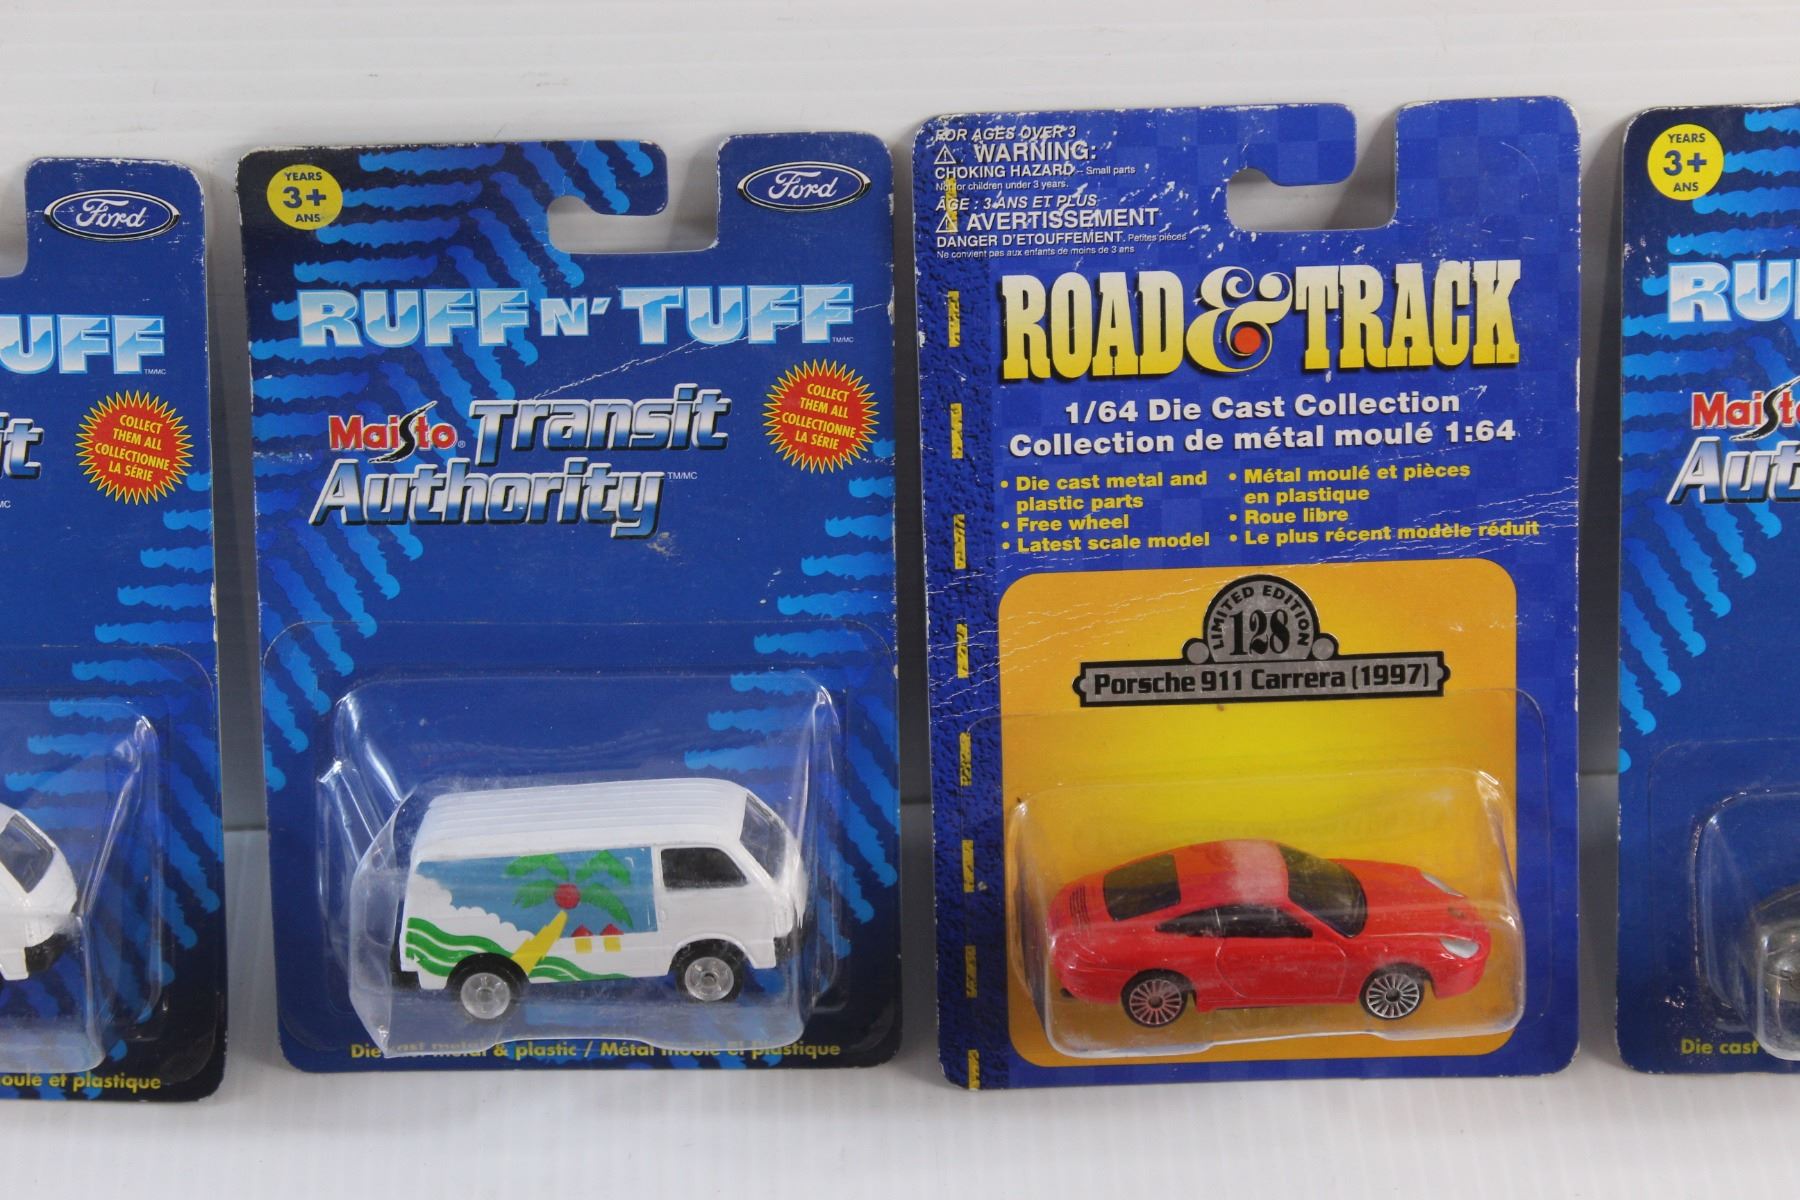 Ford
UFF
TM/MC
COLLECT
THEM ALL
COLLECTIONNE
LA SÉRIE
it
MC
oulé et plastique
YEARS
3+
ANS
Ford
RUFF N' TUFF
TM/MC
COLLECT
THEM ALL
COLLECTIONNE
LA SÉRIE
Maisto Transit
Authority TM/MC
Die cast metal & plastic / Métal moulé et plastique
FOR AGES OVER 3
WARNING:
CHOKING HAZARD - Small parts
Not for children under 3 years.
ÂGE : 3 ANS ET PLUS
AVERTISSEMENT
DANGER D'ETOUFFEMENT. Petites pièces
Ne convient pas aux enfants de moins de 3 ans
ROAD & TRACK
1/64 Die Cast Collection
Collection de métal moulé 1:64
• Die cast metal and
plastic parts
• Free wheel
• Latest scale model
• Métal moulé et pièces
en plastique
• Roue libre
• Le plus récent modèle réduit
LIMITED EDITION
128
Porsche 911 Carrera (1997)
YEARS
3+
ANS
RU
Maisto
Aut
Die cast